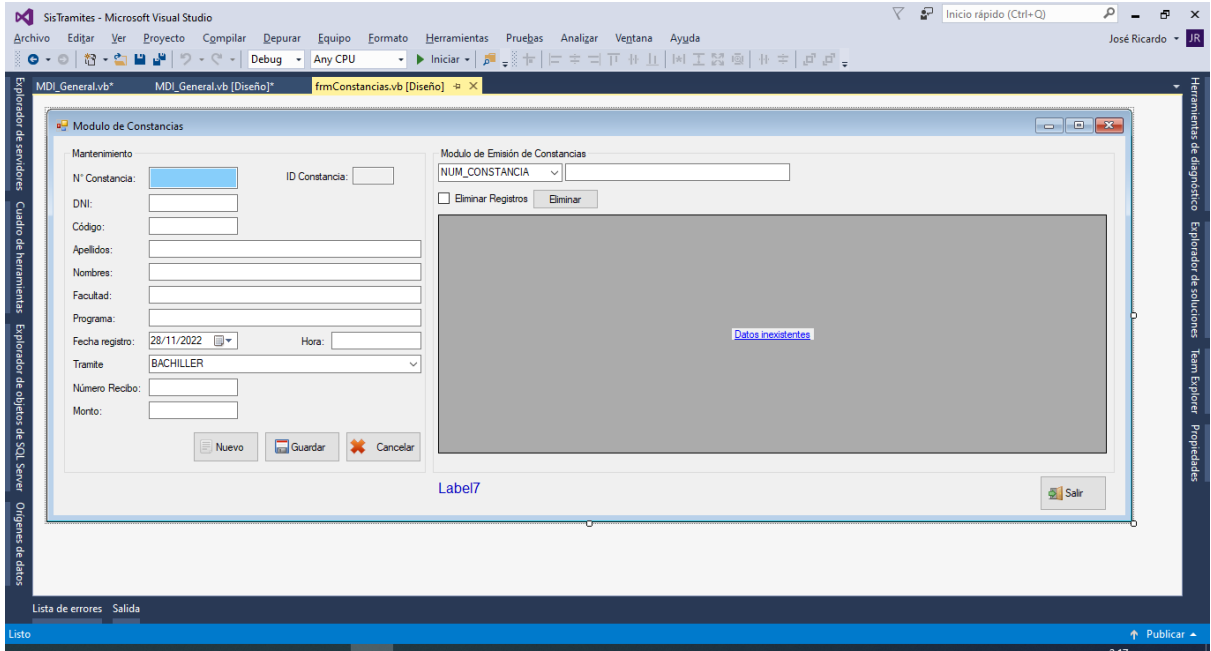 SisTramites - Microsoft Visual Studio
Inicio rápido (Ctrl+Q)
Archivo Editar Ver Proyecto Compilar Depurar Equipo Formato Herramientas Pruebas Analizar Ventana Ayuda
José Ricardo JR
Debug Any CPU Iniciar
MDI_General.vb* MDI_General.vb [Diseño]* frmConstancias.vb [Diseño]
Explorador de servidores
Cuadro de herramientas
Explorador de objetos de SQL Server
Orígenes de datos
Modulo de Constancias
Mantenimiento
N° Constancia:
ID Constancia:
DNI:
Código:
Apellidos:
Nombres:
Facultad:
Programa:
Fecha registro: 28/11/2022
Hora:
Tramite BACHILLER
Número Recibo:
Monto:
Nuevo Guardar Cancelar
Modulo de Emisión de Constancias
NUM_CONSTANCIA
Eliminar Registros Eliminar
Datos inexistentes
Label7
Salir
Herramientas de diagnóstico
Explorador de soluciones
Team Explorer
Propiedades
Lista de errores Salida
Listo
Publicar